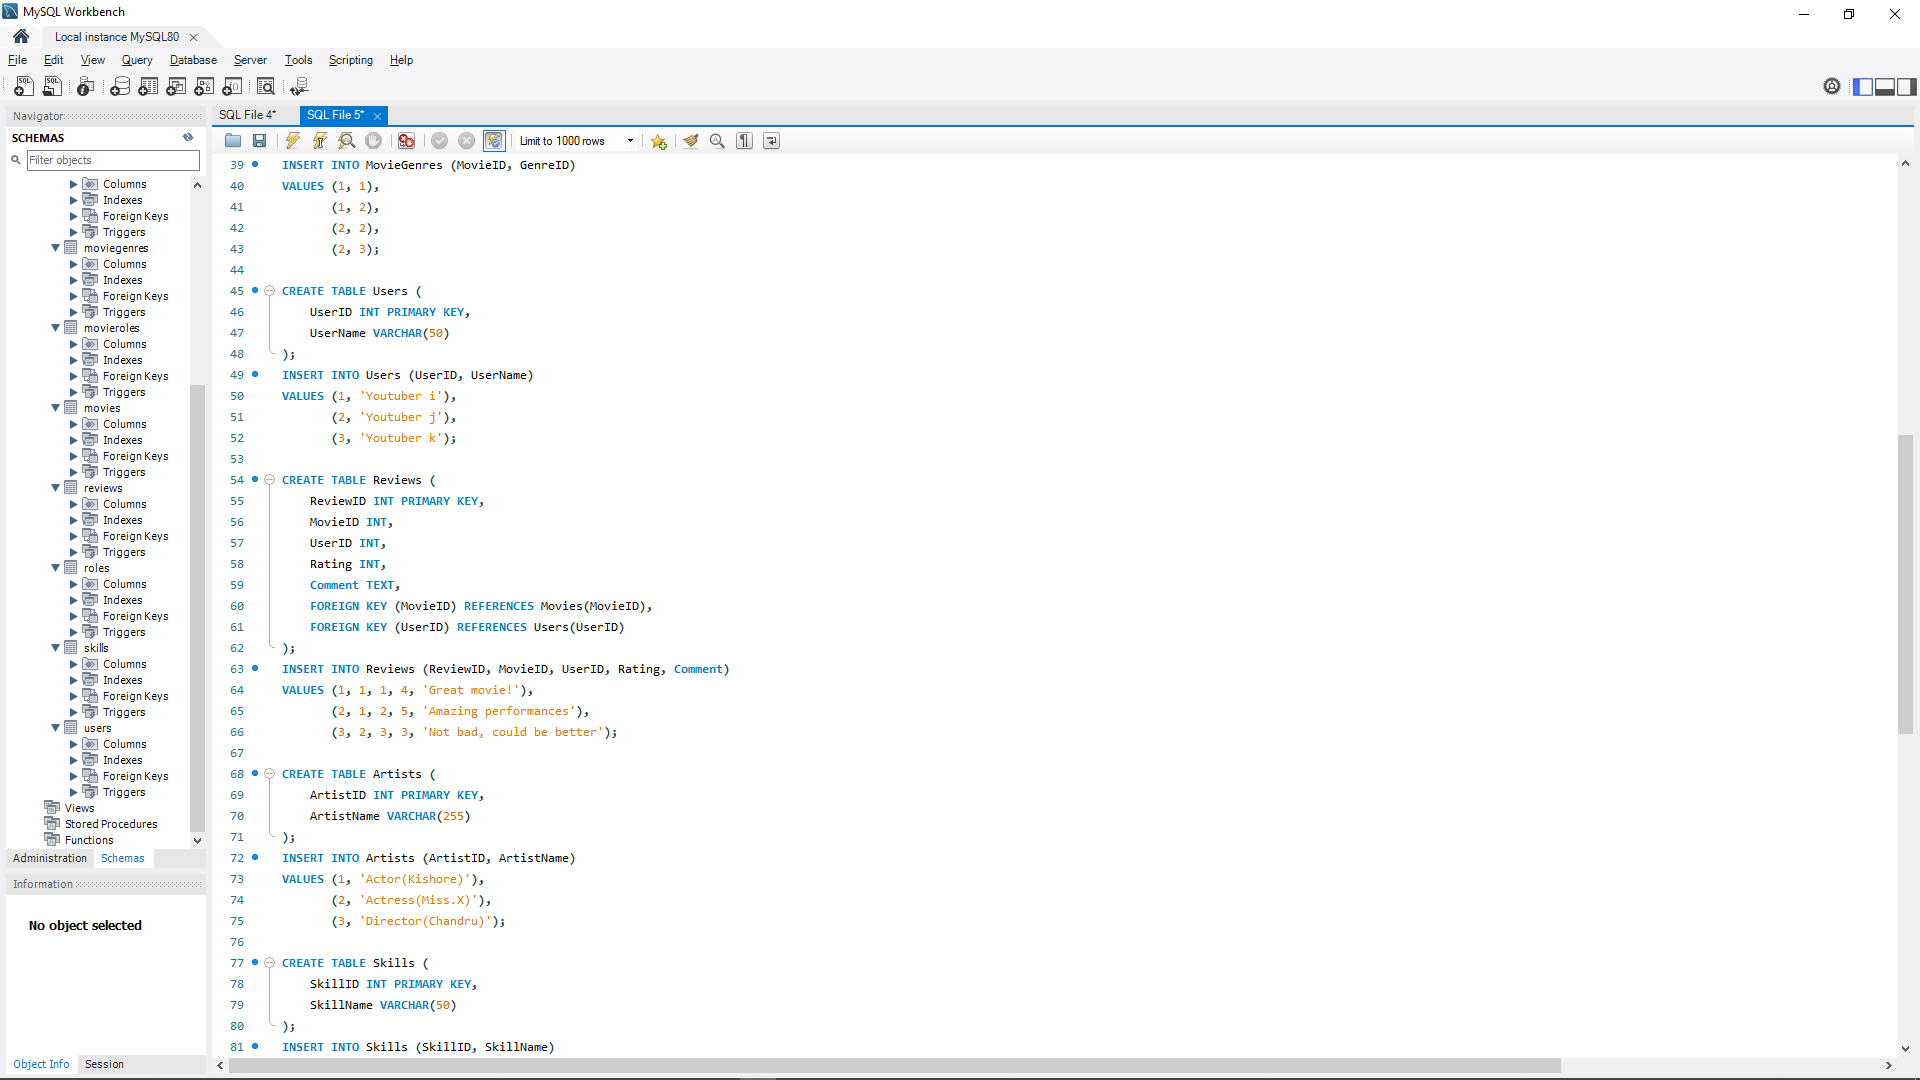 MySQL Workbench
Local instance MySQL80
File Edit View Query Database Server Tools Scripting Help
Navigator
SCHEMAS
Filter objects
Columns
Indexes
Foreign Keys
Triggers
moviegenres
Columns
Indexes
Foreign Keys
Triggers
movieroles
Columns
Indexes
Foreign Keys
Triggers
movies
Columns
Indexes
Foreign Keys
Triggers
reviews
Columns
Indexes
Foreign Keys
Triggers
roles
Columns
Indexes
Foreign Keys
Triggers
skills
Columns
Indexes
Foreign Keys
Triggers
users
Columns
Indexes
Foreign Keys
Triggers
Views
Stored Procedures
Functions
Administration Schemas
Information
No object selected
Object Info Session
SQL File 4* SQL File 5*
Limit to 1000 rows
39 INSERT INTO MovieGenres (MovieID, GenreID)
40 VALUES (1, 1),
41 (1, 2),
42 (2, 2),
43 (2, 3);
44
45 CREATE TABLE Users (
46 UserID INT PRIMARY KEY,
47 UserName VARCHAR(50)
48 );
49 INSERT INTO Users (UserID, UserName)
50 VALUES (1, 'Youtuber i'),
51 (2, 'Youtuber j'),
52 (3, 'Youtuber k');
53
54 CREATE TABLE Reviews (
55 ReviewID INT PRIMARY KEY,
56 MovieID INT,
57 UserID INT,
58 Rating INT,
59 Comment TEXT,
60 FOREIGN KEY (MovieID) REFERENCES Movies(MovieID),
61 FOREIGN KEY (UserID) REFERENCES Users(UserID)
62 );
63 INSERT INTO Reviews (ReviewID, MovieID, UserID, Rating, Comment)
64 VALUES (1, 1, 1, 4, 'Great movie!'),
65 (2, 1, 2, 5, 'Amazing performances'),
66 (3, 2, 3, 3, 'Not bad, could be better');
67
68 CREATE TABLE Artists (
69 ArtistID INT PRIMARY KEY,
70 ArtistName VARCHAR(255)
71 );
72 INSERT INTO Artists (ArtistID, ArtistName)
73 VALUES (1, 'Actor(Kishore)'),
74 (2, 'Actress(Miss.X)'),
75 (3, 'Director(Chandru)');
76
77 CREATE TABLE Skills (
78 SkillID INT PRIMARY KEY,
79 SkillName VARCHAR(50)
80 );
81 INSERT INTO Skills (SkillID, SkillName)